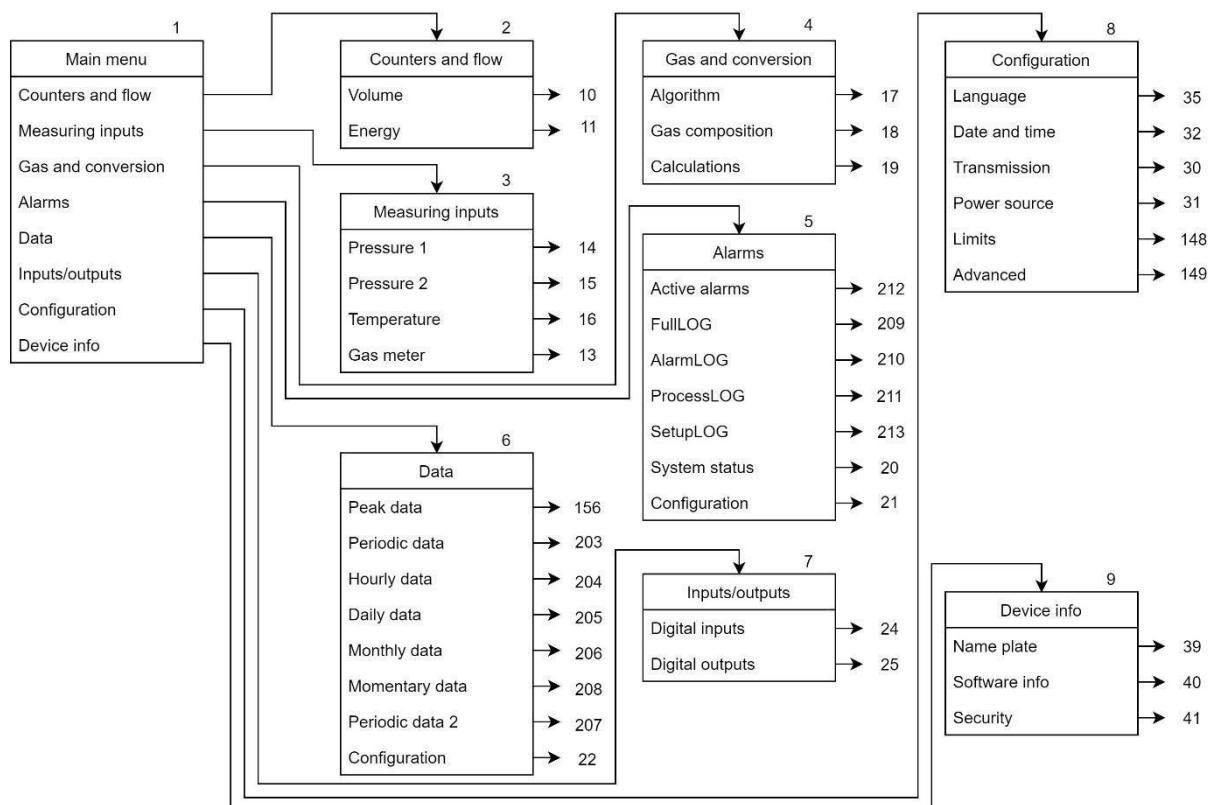 1
Main menu
Counters and flow
Measuring inputs
Gas and conversion
Alarms
Data
Inputs/outputs
Configuration
Device info
2
Counters and flow
Volume 10
Energy 11
3
Measuring inputs
Pressure 1 14
Pressure 2 15
Temperature 16
Gas meter 13
4
Gas and conversion
Algorithm 17
Gas composition 18
Calculations 19
5
Alarms
Active alarms 212
FullLOG 209
AlarmLOG 210
ProcessLOG 211
SetupLOG 213
System status 20
Configuration 21
6
Data
Peak data 156
Periodic data 203
Hourly data 204
Daily data 205
Monthly data 206
Momentary data 208
Periodic data 2 207
Configuration 22
7
Inputs/outputs
Digital inputs 24
Digital outputs 25
8
Configuration
Language 35
Date and time 32
Transmission 30
Power source 31
Limits 148
Advanced 149
9
Device info
Name plate 39
Software info 40
Security 41